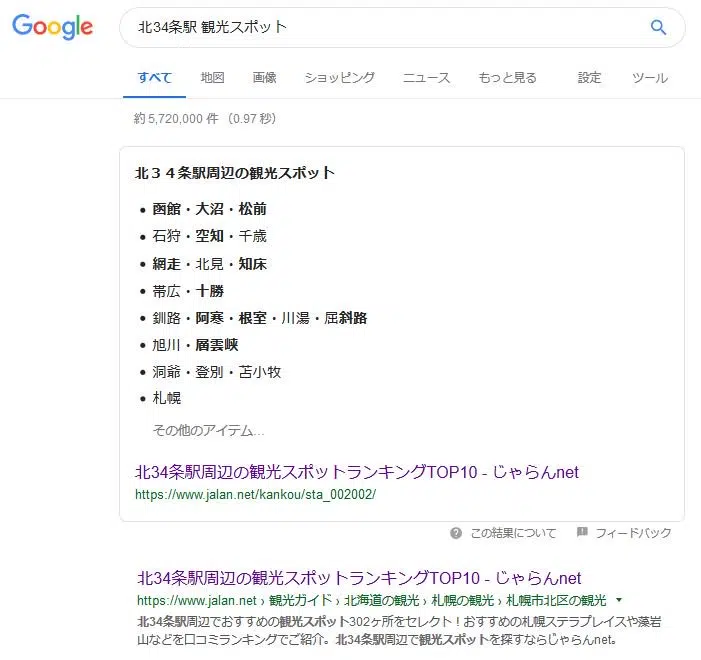 Google
北34条駅 観光スポット
すべて 地図 画像 ショッピング ニュース もっと見る 設定 ツール
約 5,720,000 件 （0.97 秒）
北３４条駅周辺の観光スポット
• 函館・大沼・松前
• 石狩・空知・千歳
• 網走・北見・知床
• 帯広・十勝
• 釧路・阿寒・根室・川湯・屈斜路
• 旭川・層雲峡
• 洞爺・登別・苫小牧
• 札幌
その他のアイテム...
北34条駅周辺の観光スポットランキングTOP10 - じゃらんnet
https://www.jalan.net/kankou/sta_002002/
この結果について フィードバック
北34条駅周辺の観光スポットランキングTOP10 - じゃらんnet
https://www.jalan.net › 観光ガイド › 北海道の観光 › 札幌の観光 › 札幌市北区の観光
北34条駅周辺でおすすめの観光スポット302ヶ所をセレクト！おすすめの札幌ステラプレイスや藻岩
山などを口コミランキングでご紹介。北34条駅周辺で観光スポットを探すならじゃらんnet。